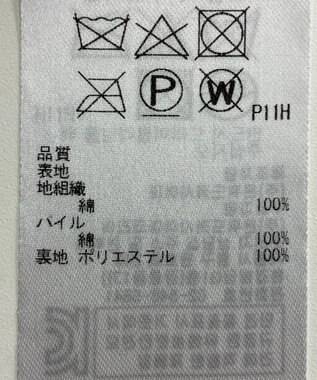 P W P11H
品質
表地
地組織
綿 100%
パイル
綿 100%
裏地 ポリエステル 100%